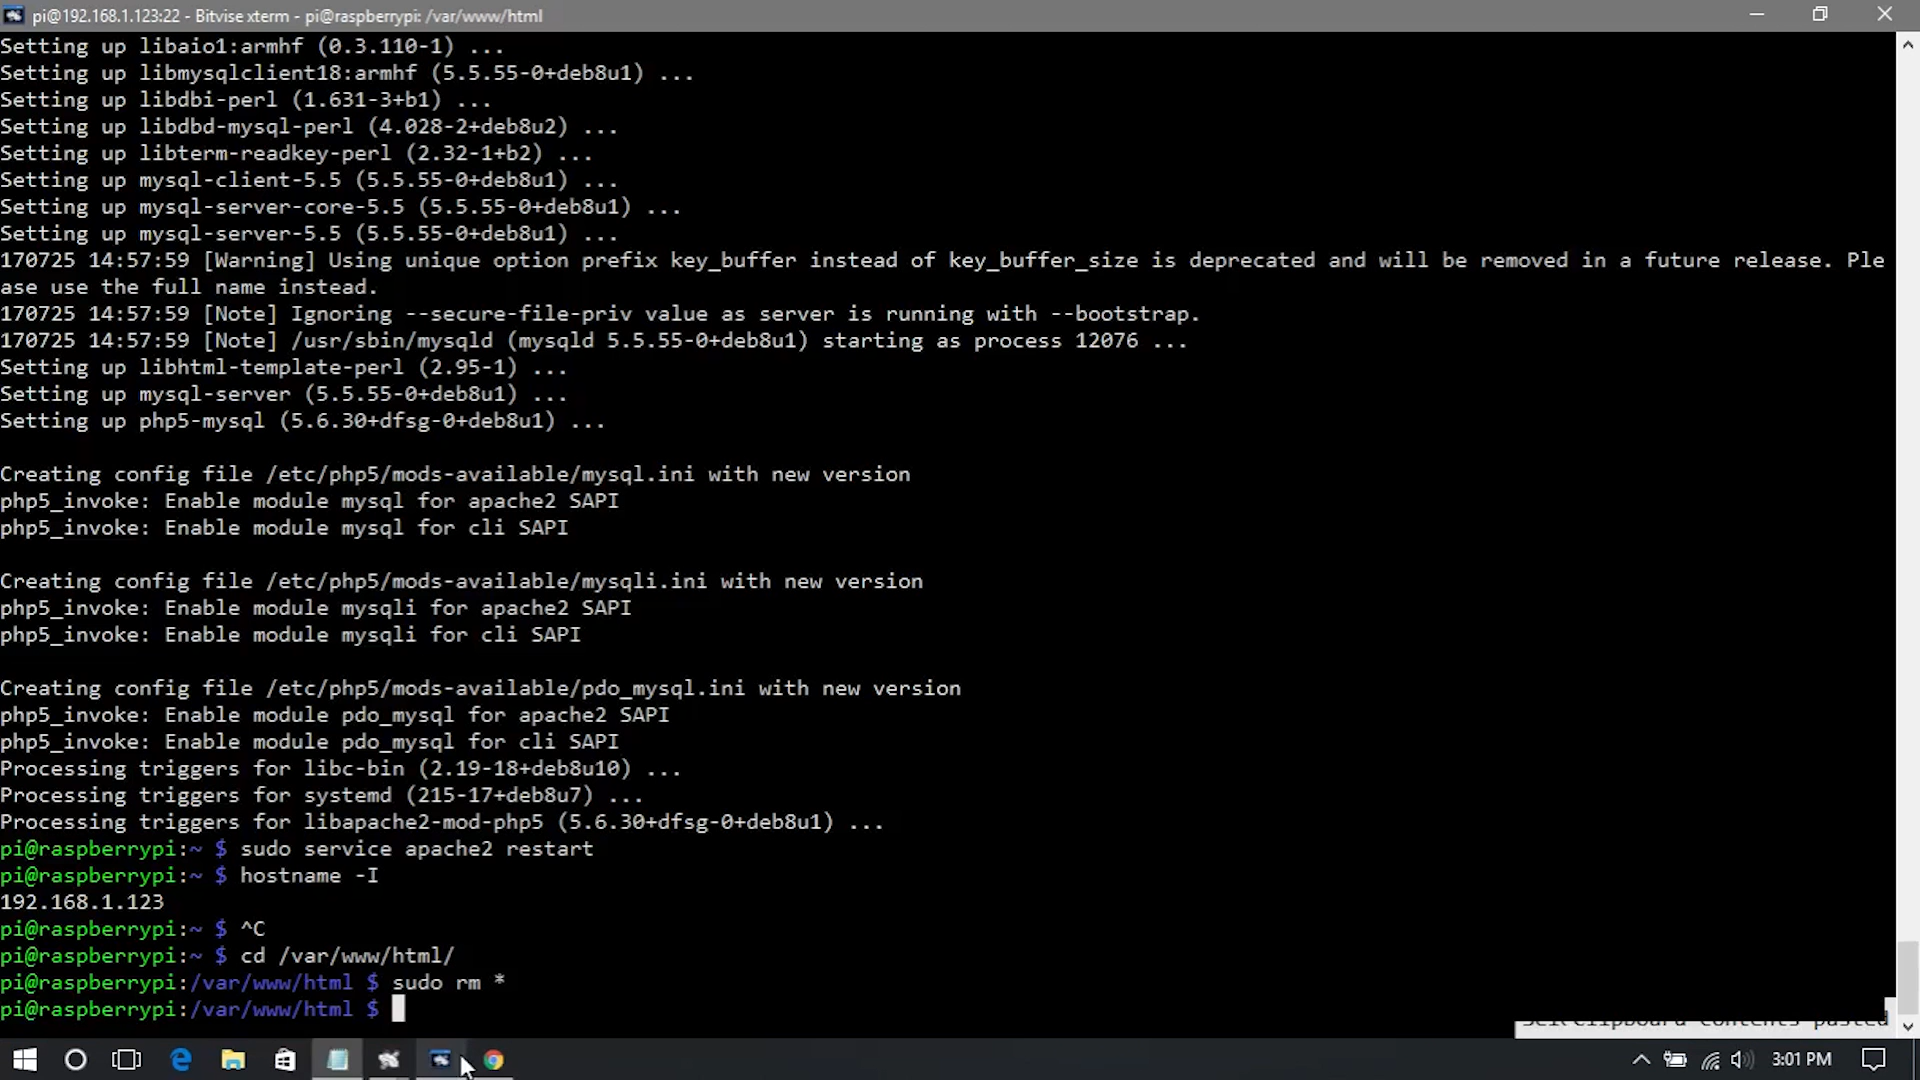 pi@192.168.1.123:22 - Bitvise xterm - pi@raspberrypi: /var/www/html
Setting up libaio1:armhf (0.3.110-1) ...
Setting up libmysqlclient18:armhf (5.5.55-0+deb8u1) ...
Setting up libdbi-perl (1.631-3+b1) ...
Setting up libdbd-mysql-perl (4.028-2+deb8u2) ...
Setting up libterm-readkey-perl (2.32-1+b2) ...
Setting up mysql-client-5.5 (5.5.55-0+deb8u1) ...
Setting up mysql-server-core-5.5 (5.5.55-0+deb8u1) ...
Setting up mysql-server-5.5 (5.5.55-0+deb8u1) ...
170725 14:57:59 [Warning] Using unique option prefix key_buffer instead of key_buffer_size is deprecated and will be removed in a future release. Ple
ase use the full name instead.
170725 14:57:59 [Note] Ignoring --secure-file-priv value as server is running with --bootstrap.
170725 14:57:59 [Note] /usr/sbin/mysqld (mysqld 5.5.55-0+deb8u1) starting as process 12076 ...
Setting up libhtml-template-perl (2.95-1) ...
Setting up mysql-server (5.5.55-0+deb8u1) ...
Setting up php5-mysql (5.6.30+dfsg-0+deb8u1) ...
Creating config file /etc/php5/mods-available/mysql.ini with new version
php5_invoke: Enable module mysql for apache2 SAPI
php5_invoke: Enable module mysql for cli SAPI
Creating config file /etc/php5/mods-available/mysqli.ini with new version
php5_invoke: Enable module mysqli for apache2 SAPI
php5_invoke: Enable module mysqli for cli SAPI
Creating config file /etc/php5/mods-available/pdo_mysql.ini with new version
php5_invoke: Enable module pdo_mysql for apache2 SAPI
php5_invoke: Enable module pdo_mysql for cli SAPI
Processing triggers for libc-bin (2.19-18+deb8u10) ...
Processing triggers for systemd (215-17+deb8u7) ...
Processing triggers for libapache2-mod-php5 (5.6.30+dfsg-0+deb8u1) ...
pi@raspberrypi:~ $ sudo service apache2 restart
pi@raspberrypi:~ $ hostname -I
192.168.1.123
pi@raspberrypi:~ $ ^C
pi@raspberrypi:~ $ cd /var/www/html/
pi@raspberrypi:/var/www/html $ sudo rm *
pi@raspberrypi:/var/www/html $
clipboard contents pasted
3:01 PM